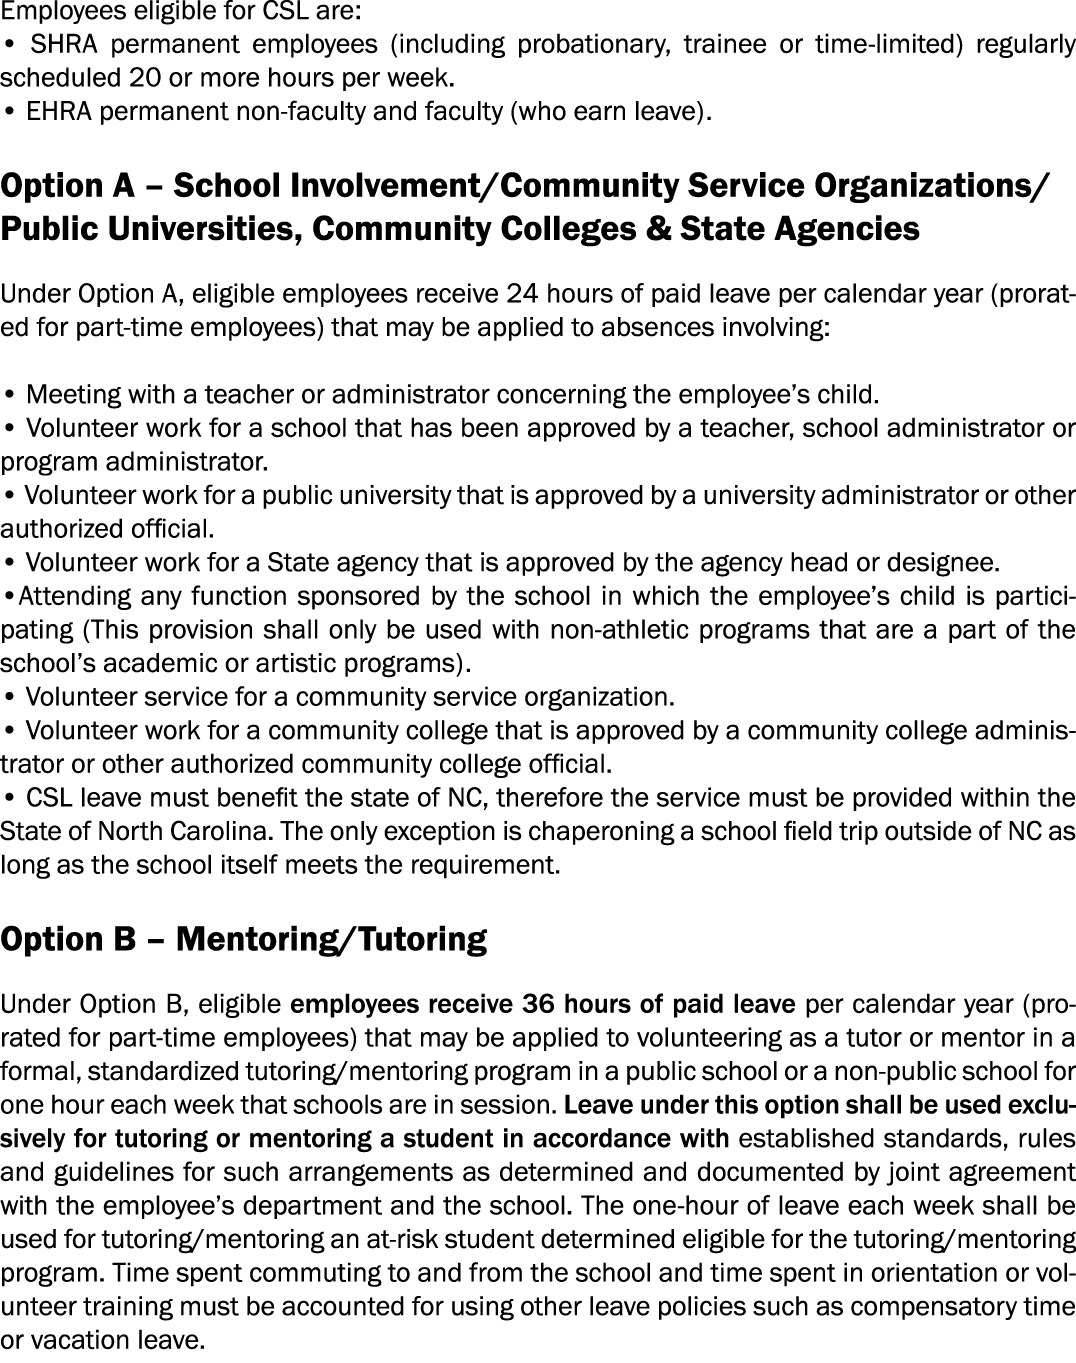 Employees eligible for CSL are:
• SHRA permanent employees (including probationary, trainee or time-limited) regularly
scheduled 20 or more hours per week.
• EHRA permanent non-faculty and faculty (who earn leave).
Option A – School Involvement/Community Service Organizations/
Public Universities, Community Colleges & State Agencies
Under Option A, eligible employees receive 24 hours of paid leave per calendar year (prorat-
ed for part-time employees) that may be applied to absences involving:
• Meeting with a teacher or administrator concerning the employee’s child.
• Volunteer work for a school that has been approved by a teacher, school administrator or
program administrator.
• Volunteer work for a public university that is approved by a university administrator or other
authorized official.
• Volunteer work for a State agency that is approved by the agency head or designee.
•Attending any function sponsored by the school in which the employee’s child is partici-
pating (This provision shall only be used with non-athletic programs that are a part of the
school’s academic or artistic programs).
• Volunteer service for a community service organization.
• Volunteer work for a community college that is approved by a community college adminis-
trator or other authorized community college official.
• CSL leave must benefit the state of NC, therefore the service must be provided within the
State of North Carolina. The only exception is chaperoning a school field trip outside of NC as
long as the school itself meets the requirement.
Option B – Mentoring/Tutoring
Under Option B, eligible employees receive 36 hours of paid leave per calendar year (pro-
rated for part-time employees) that may be applied to volunteering as a tutor or mentor in a
formal, standardized tutoring/mentoring program in a public school or a non-public school for
one hour each week that schools are in session. Leave under this option shall be used exclu-
sively for tutoring or mentoring a student in accordance with established standards, rules
and guidelines for such arrangements as determined and documented by joint agreement
with the employee’s department and the school. The one-hour of leave each week shall be
used for tutoring/mentoring an at-risk student determined eligible for the tutoring/mentoring
program. Time spent commuting to and from the school and time spent in orientation or vol-
unteer training must be accounted for using other leave policies such as compensatory time
or vacation leave.